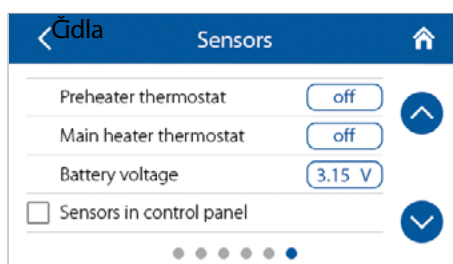 Čidla
Sensors
Preheater thermostat off
Main heater thermostat off
Battery voltage 3.15 V
Sensors in control panel